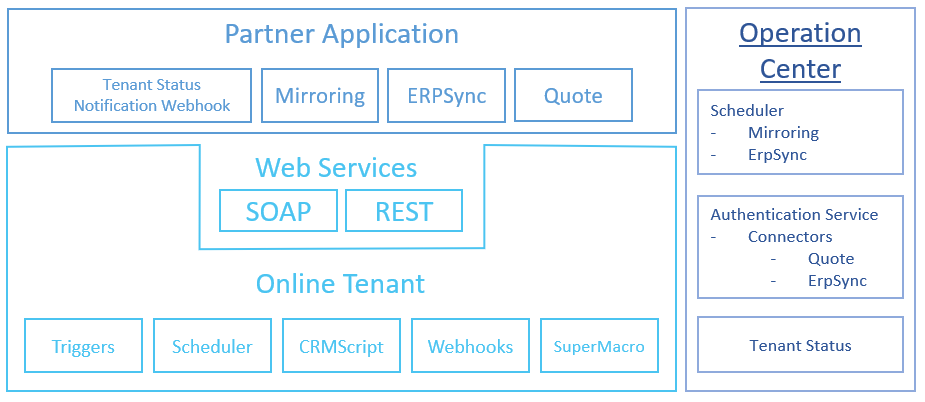 Partner Application
Tenant Status
Notification Webhook
Mirroring
ERPSync
Quote
Web Services
SOAP
REST
Online Tenant
Triggers
Scheduler
CRMScript
Webhooks
SuperMacro
Operation
Center
Scheduler
- Mirroring
- ErpSync
Authentication Service
- Connectors
- Quote
- ErpSync
Tenant Status